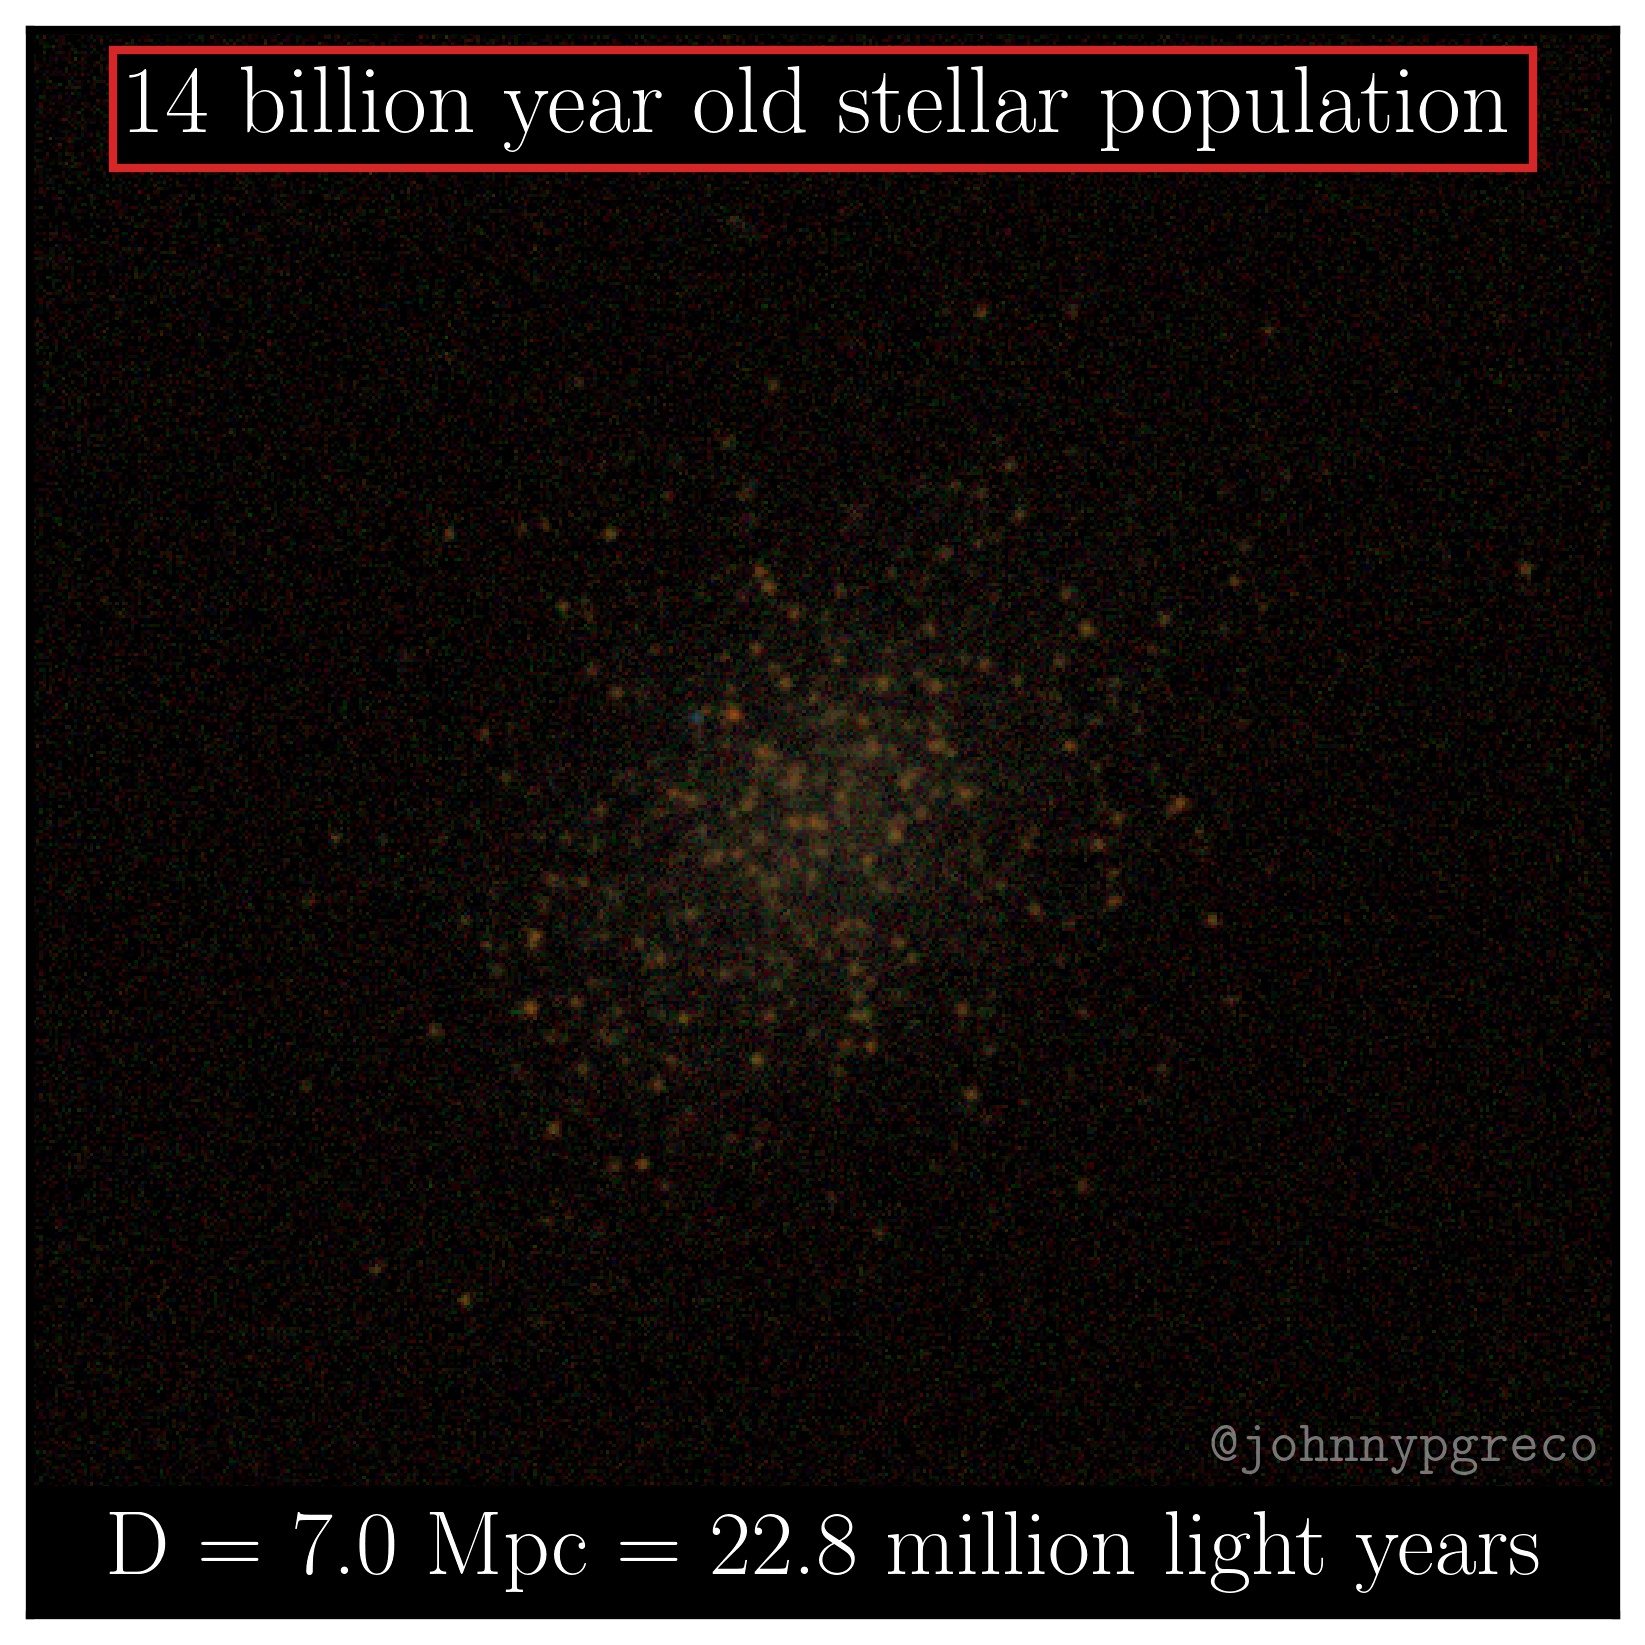 14 billion year old stellar population
@johnnypgreco
D = 7.0 Mpc = 22.8 million light years